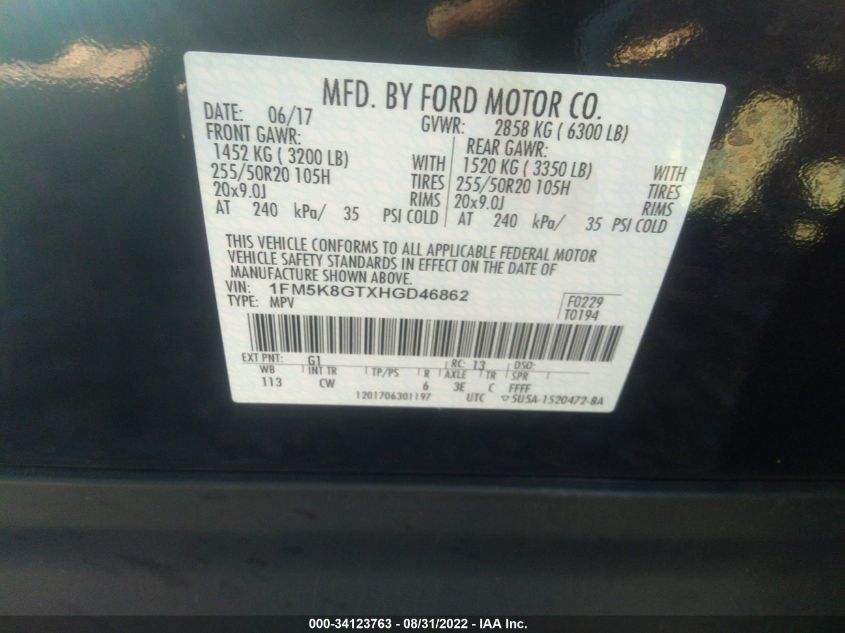 MFD. BY FORD MOTOR CO.
DATE: 06/17 GVWR: 2858 KG ( 6300 LB)
FRONT GAWR: REAR GAWR:
1452 KG ( 3200 LB) WITH 1520 KG ( 3350 LB) WITH
255/50R20 105H TIRES 255/50R20 105H TIRES
20x9.0J RIMS 20x9.0J RIMS
AT 240 kPa/ 35 PSI COLD AT 240 kPa/ 35 PSI COLD
THIS VEHICLE CONFORMS TO ALL APPLICABLE FEDERAL MOTOR
VEHICLE SAFETY STANDARDS IN EFFECT ON THE DATE OF
MANUFACTURE SHOWN ABOVE.
VIN: 1FM5K8GTXHGD46862 F0229
TYPE: MPV T0194
EXT PNT: G1 RC: 13 DSO:
WB INT TR TP/PS R AXLE TR SPR
113 CW 6 3E C FFFF
1201706301197 UTC ▽5U5A-1520472-BA
000-34123763 - 08/31/2022 - IAA Inc.